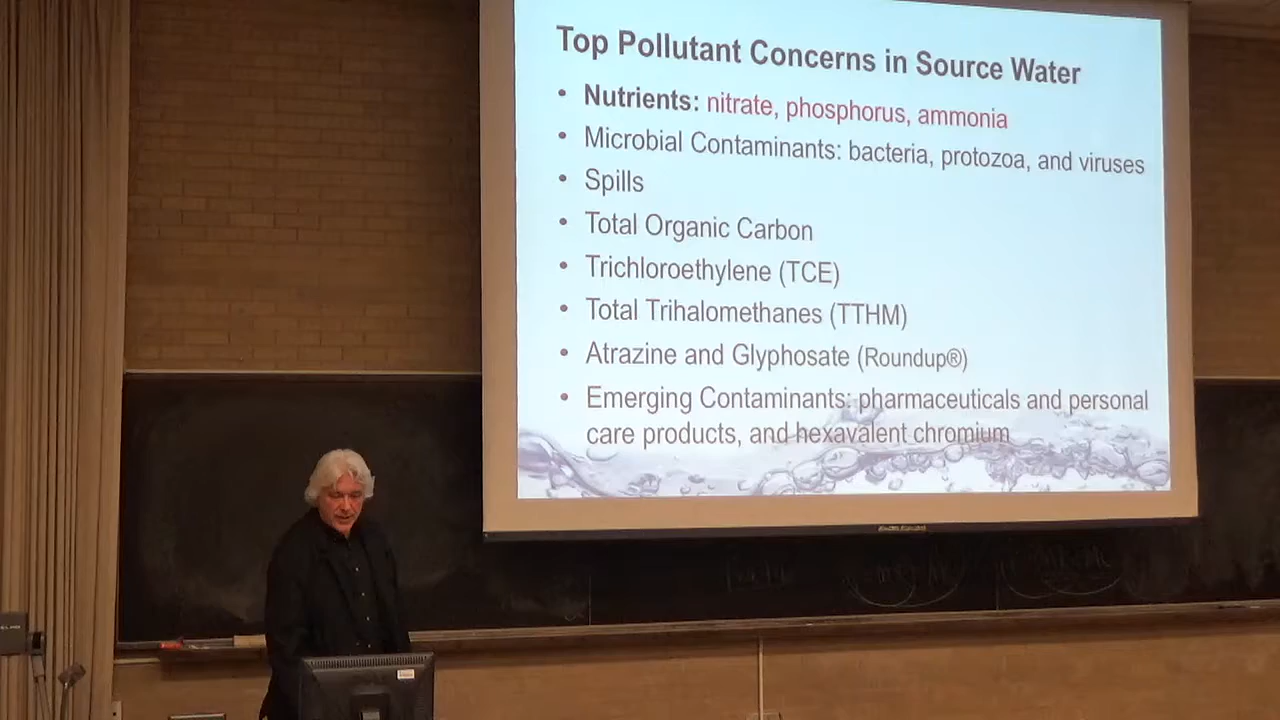 Top Pollutant Concerns in Source Water
• Nutrients: nitrate, phosphorus, ammonia
• Microbial Contaminants: bacteria, protozoa, and viruses
• Spills
• Total Organic Carbon
• Trichloroethylene (TCE)
• Total Trihalomethanes (TTHM)
• Atrazine and Glyphosate (Roundup®)
• Emerging Contaminants: pharmaceuticals and personal
care products, and hexavalent chromium